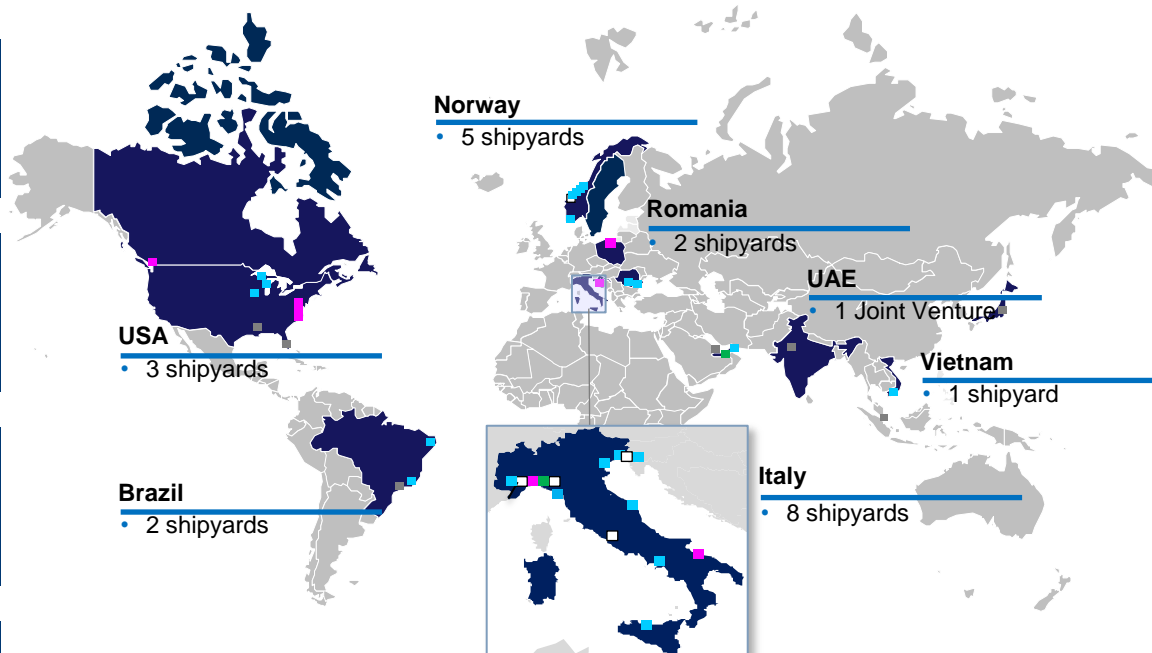 Norway
• 5 shipyards
Romania
• 2 shipyards
UAE
• 1 Joint Venture
USA
• 3 shipyards
Vietnam
• 1 shipyard
Italy
• 8 shipyards
Brazil
• 2 shipyards